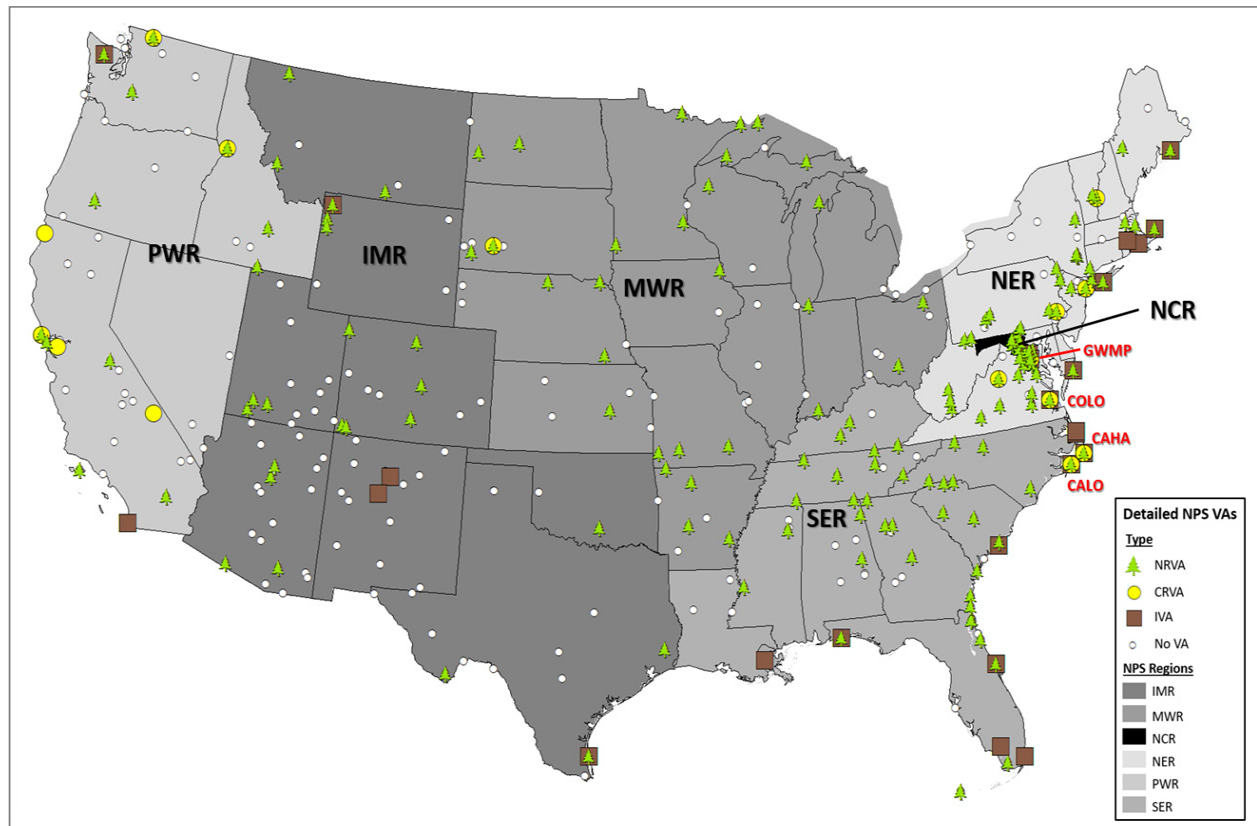 PWR
IMR
MWR
NER
NCR
GWMP
COLO
CAHA
CALO
SER
Detailed NPS VAs
Type
NRVA
CRVA
IVA
No VA
NPS Regions
IMR
MWR
NCR
NER
PWR
SER